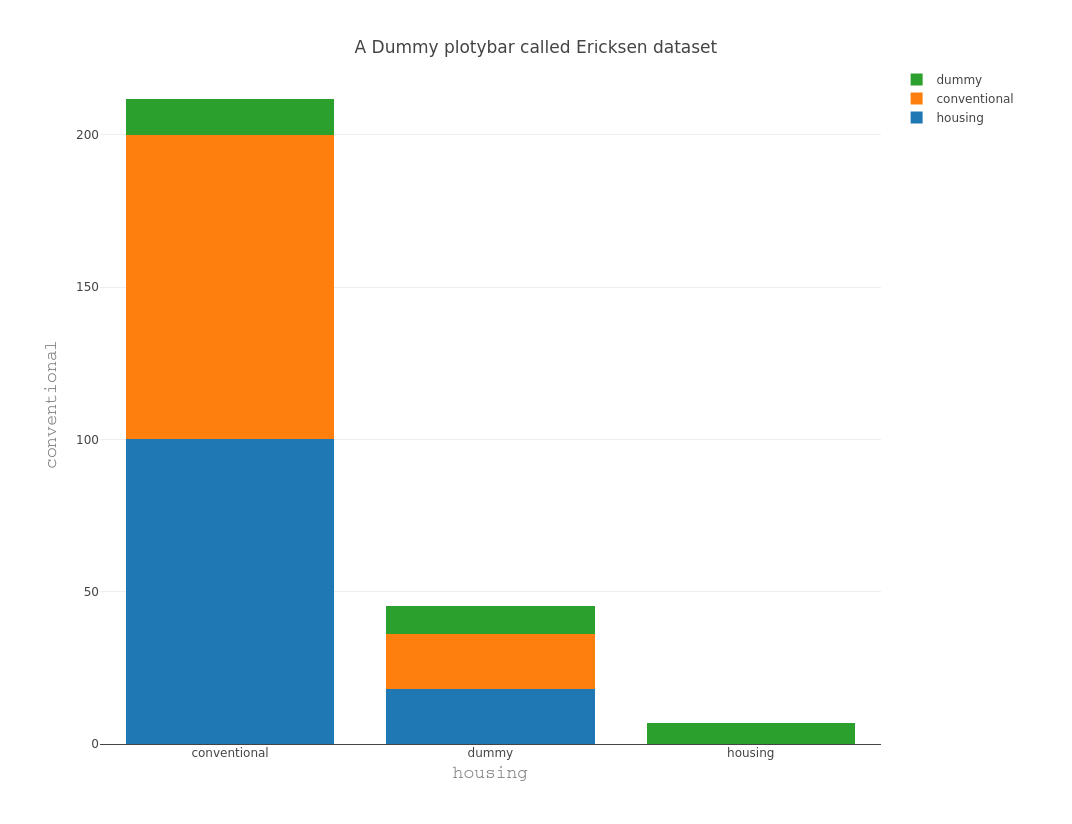 A Dummy plotybar called Ericksen dataset
dummy
conventional
housing
200
150
100
50
0
conventional
conventional dummy housing
housing